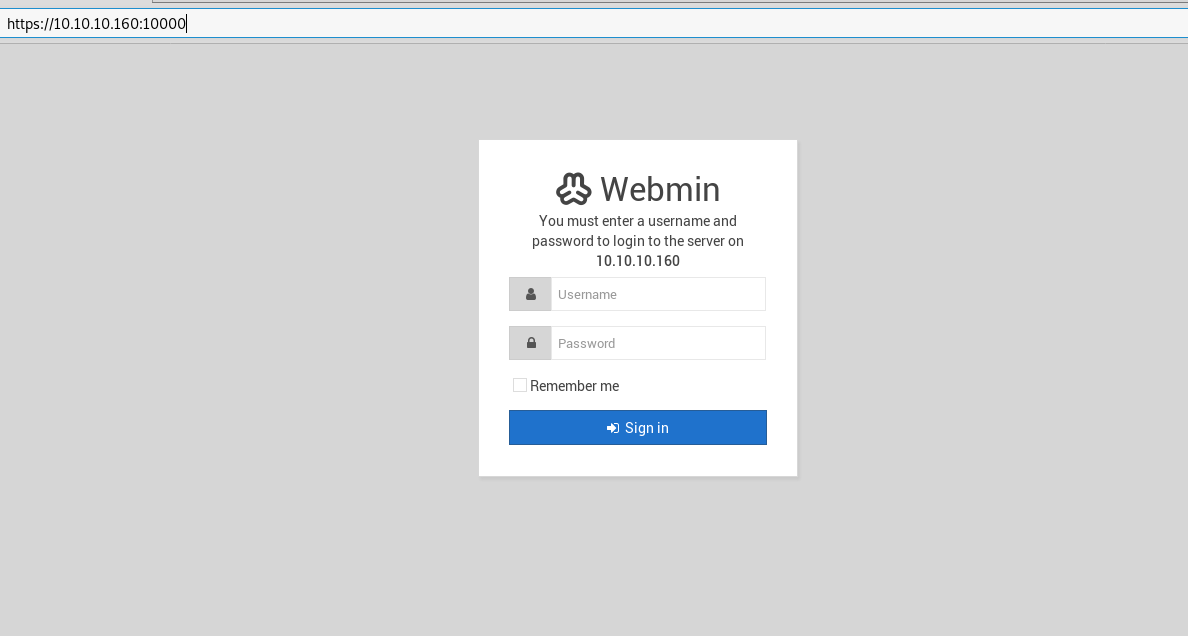 https://10.10.10.160:10000
Webmin
You must enter a username and
password to login to the server on
10.10.10.160
Username
Password
Remember me
Sign in